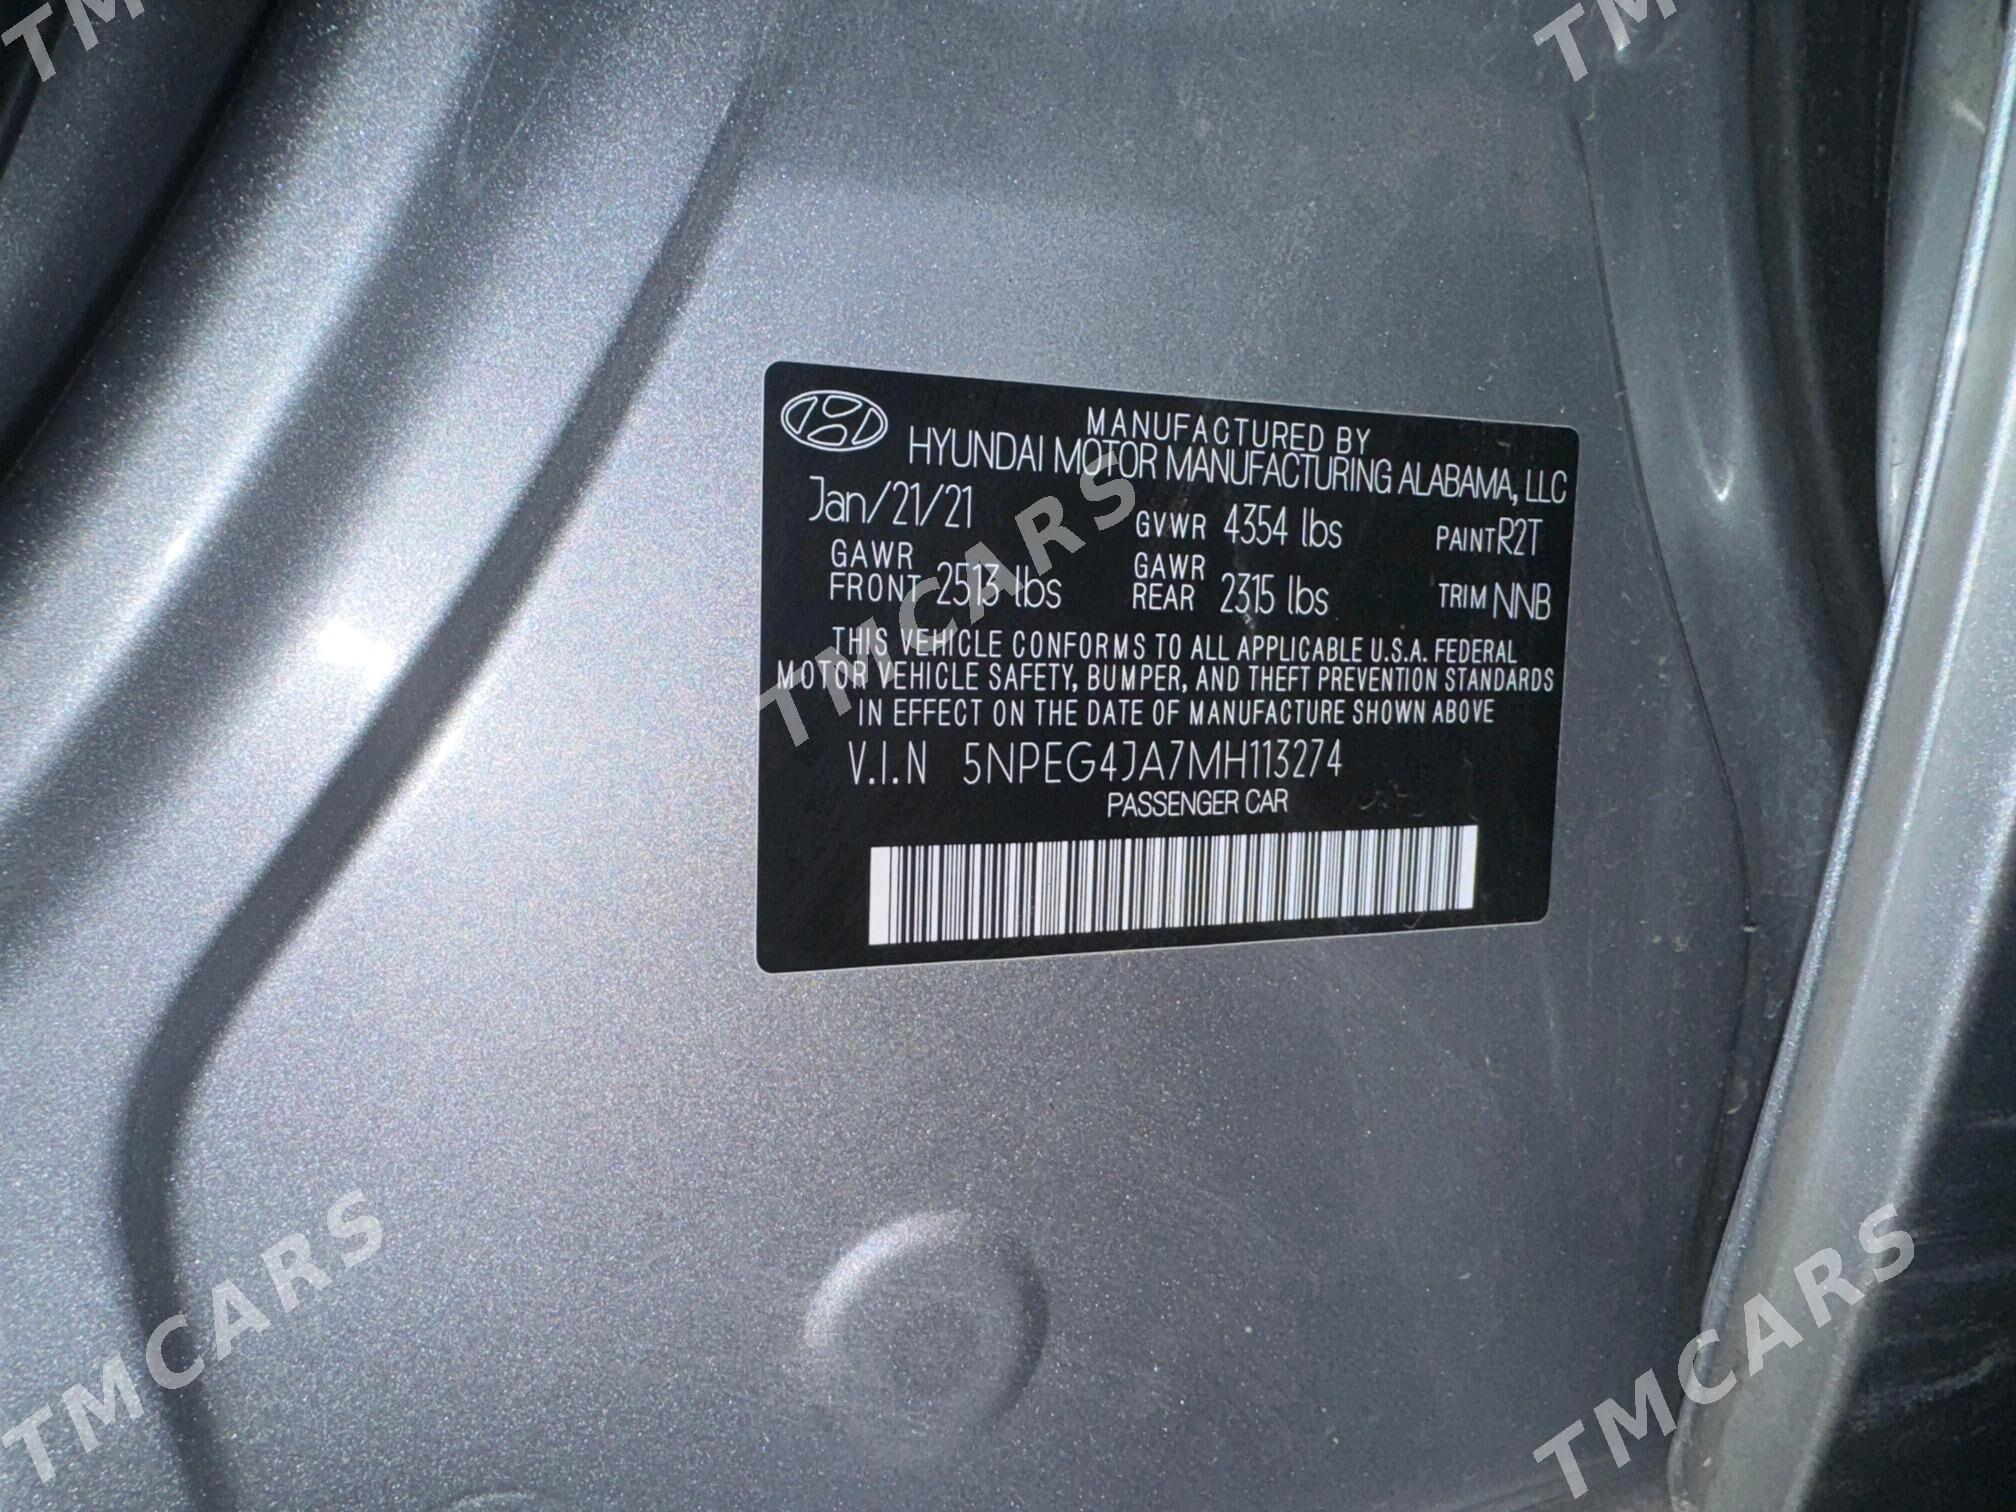 TMCARS
TMCARS
MANUFACTURED BY
HYUNDAI MOTOR MANUFACTURING ALABAMA, LLC
Jan/21/21 GVWR 4354 lbs PAINT R2T
GAWR FRONT 2513 lbs GAWR REAR 2315 lbs TRIM NNB
THIS VEHICLE CONFORMS TO ALL APPLICABLE U.S.A. FEDERAL
MOTOR VEHICLE SAFETY, BUMPER, AND THEFT PREVENTION STANDARDS
IN EFFECT ON THE DATE OF MANUFACTURE SHOWN ABOVE
V.I.N 5NPEG4JA7MH113274
PASSENGER CAR
TMCARS
TMCARS
TMCARS